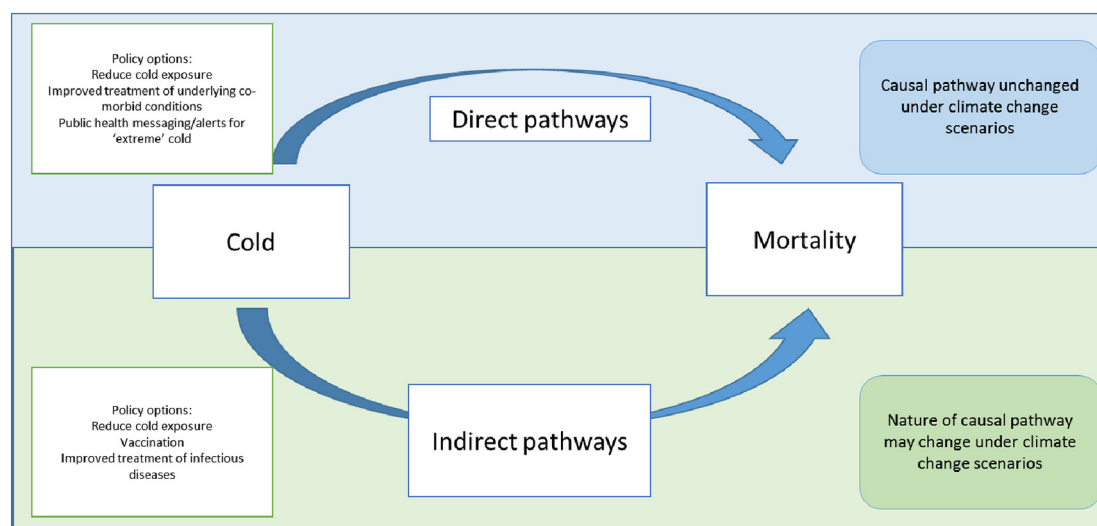 Policy options:
Reduce cold exposure
Improved treatment of underlying co-
morbid conditions
Public health messaging/alerts for
‘extreme’ cold
Direct pathways
Causal pathway unchanged
under climate change
scenarios
Cold
Mortality
Policy options:
Reduce cold exposure
Vaccination
Improved treatment of infectious
diseases
Indirect pathways
Nature of causal pathway
may change under climate
change scenarios